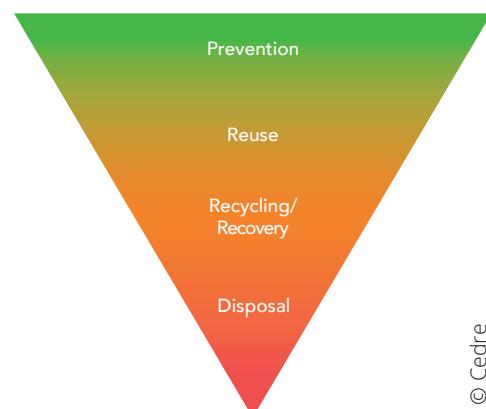 Prevention
Reuse
Recycling/
Recovery
Disposal
© Cedre